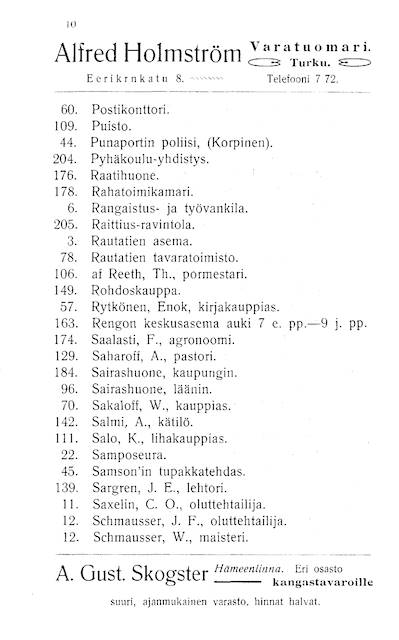 10
Alfred Holmström Varatuomari.
Turku.
Eerikrnkatu 8. Telefooni 7 72.
60. Postikonttori.
109. Puisto.
44. Punaportin poliisi, (Korpinen).
204. Pyhäkoulu-yhdistys.
176. Raatihuone.
178. Rahatoimikamari.
6. Rangaistus- ja työvankila.
205. Raittius-ravintola.
3. Rautatien asema.
78. Rautatien tavaratoimisto.
106. af Reeth, Th., pormestari.
149. Rohdoskauppa.
57. Rytkönen, Enok, kirjakauppias.
163. Rengon keskusasema auki 7 e. pp.—9 j. pp.
174. Saalasti, F., agronoomi.
129. Saharoff, A., pastori.
184. Sairashuone, kaupungin.
96. Sairashuone, läänin.
70. Sakaloff, W., kauppias.
142. Salmi, A., kätilö.
111. Salo, K., lihakauppias.
22. Samposeura.
45. Samson'in tupakkatehdas.
139. Sargren, J. E., lehtori.
11. Saxelin, C. O., oluttehtailija.
12. Schmausser, J. F., oluttehtailija.
12. Schmausser, W., maisteri.
A. Gust. Skogster Hämeenlinna. Eri osasto
kangastavaroille
suuri, ajanmukainen varasto, hinnat halvat.